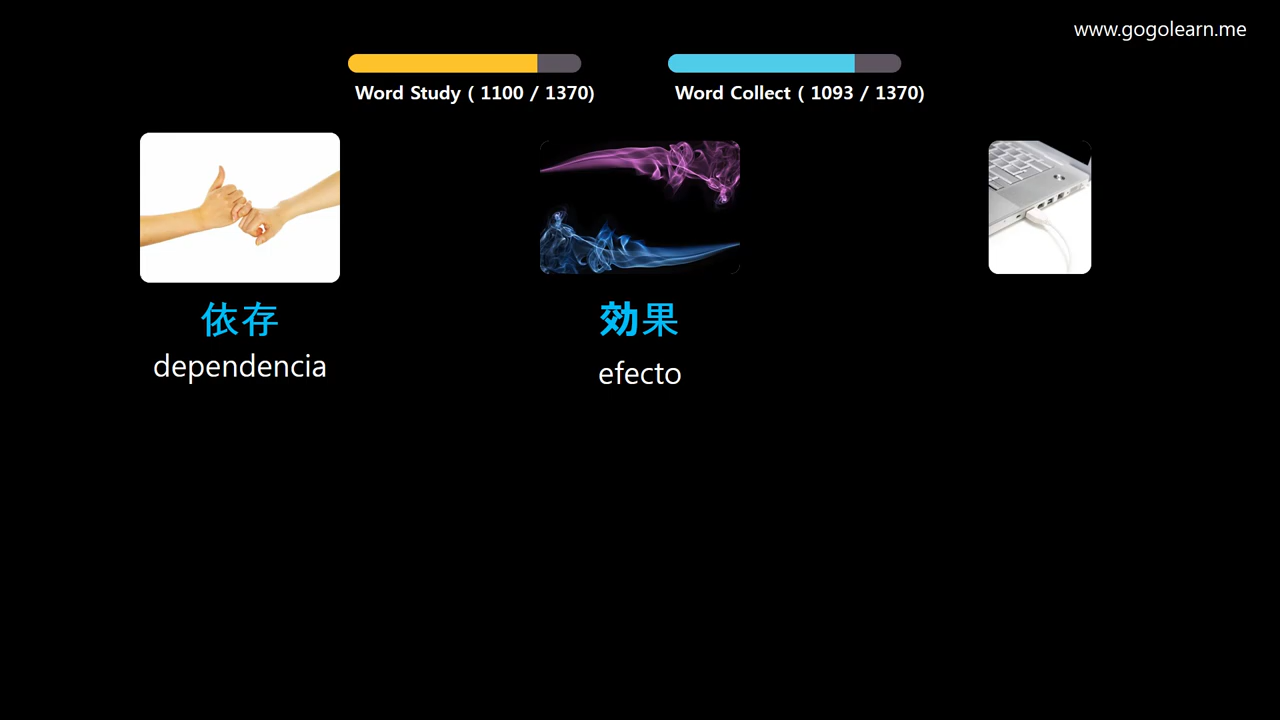 www.gogolearn.me
Word Study ( 1100 / 1370)
Word Collect ( 1093 / 1370)
依存
dependencia
効果
efecto